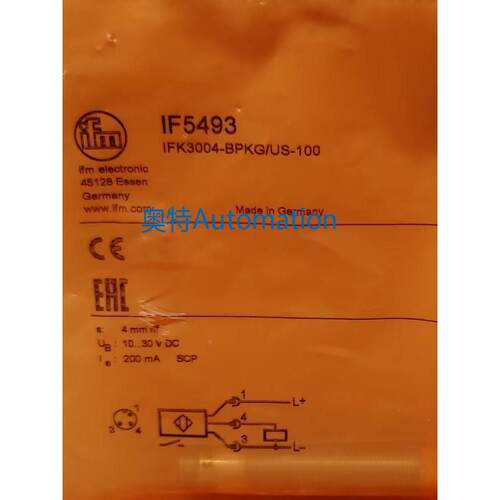 ifm
IF5493
IFK3004-BPKG/US-100
ifm electronic
45128 Essen
Germany
www.ifm.com
Made in Germany
奥特Automation
CE
EAC
s: 4 mm nf
UB: 10...30 V DC
Ie: 200 mA SCP
1 L+
4
3 L-